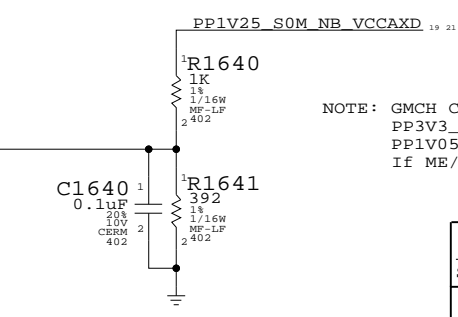 PP1V25_S0M_NB_VCCAXD 19 21
1
R1640
1K
1%
1/16W
MF-LF
402
2
NOTE: GMCH C
PP3V3_
PP1V05
If ME/
C1640 1
0.1uF
20%
10V
CERM
402
2
1
R1641
392
1%
1/16W
MF-LF
402
2